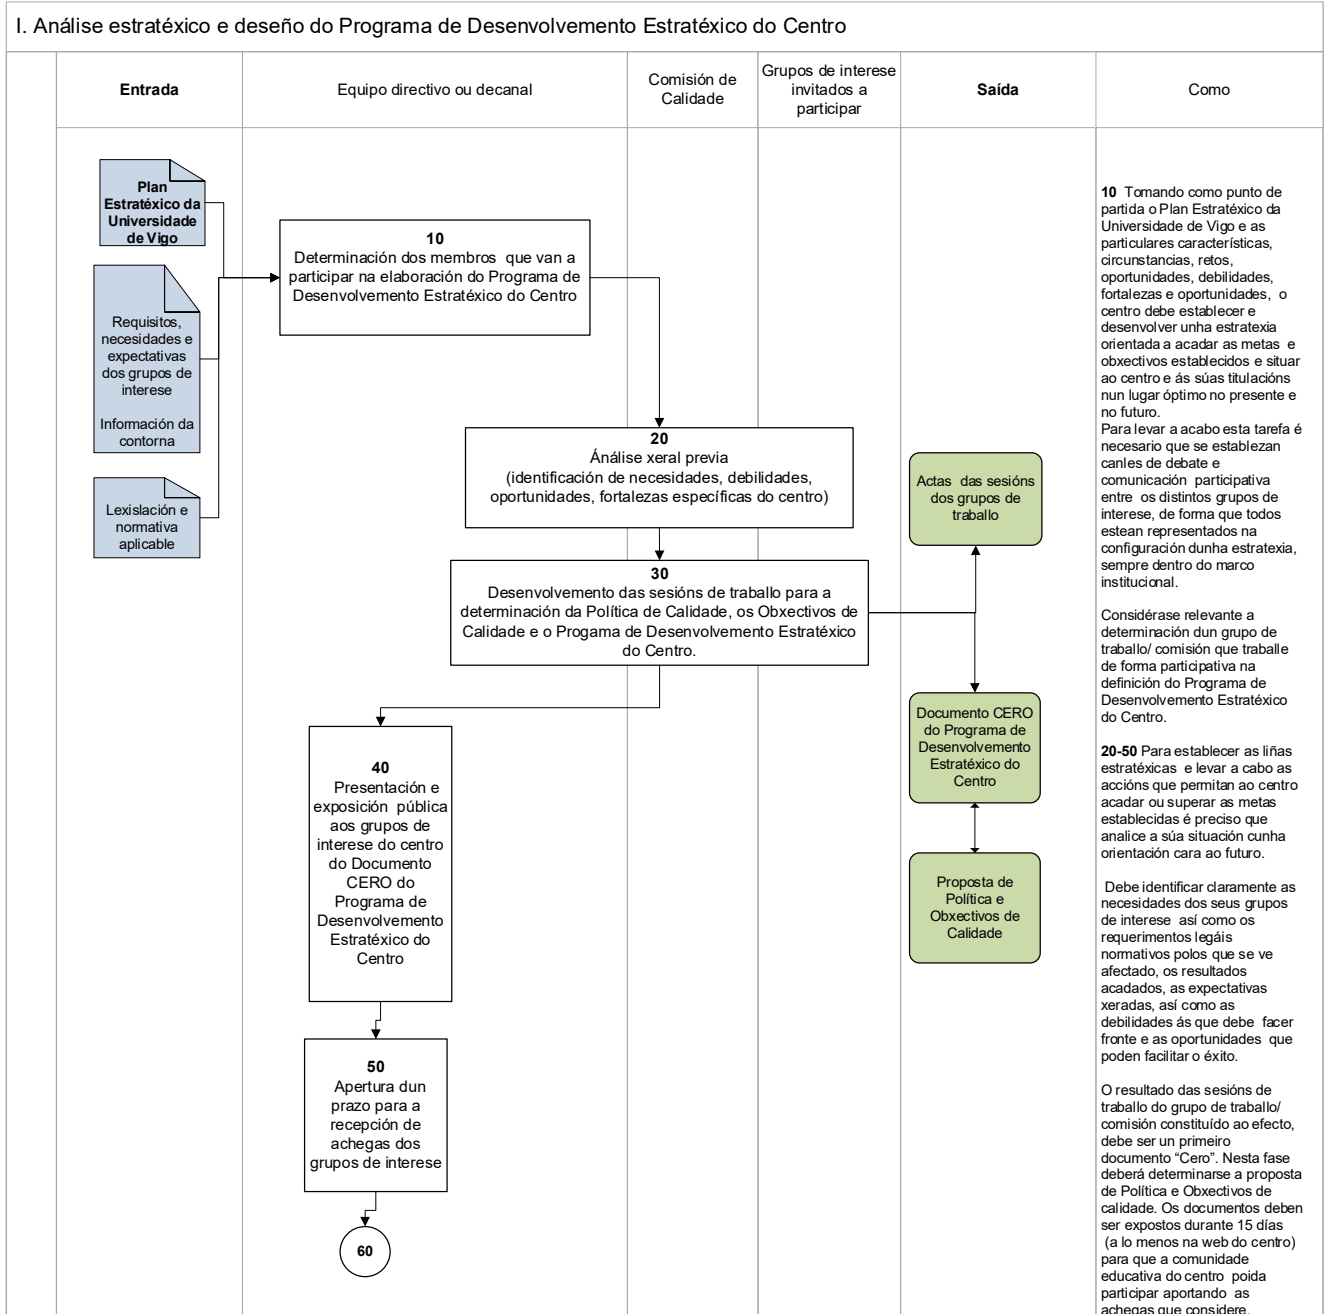 I. Análise estratéxico e deseño do Programa de Desenvolvemento Estratéxico do Centro
Entrada
Equipo directivo ou decanal
Comisión de
Calidade
Grupos de interese
invitados a
participar
Saída
Como
Plan
Estratéxico da
Universidade
de Vigo
Requisitos,
necesidades e
expectativas
dos grupos de
interese
Información da
contorna
Lexislación e
normativa
aplicable
10
Determinación dos membros que van a
participar na elaboración do Programa de
Desenvolvemento Estratéxico do Centro
20
Ánálise xeral previa
(identificación de necesidades, debilidades,
oportunidades, fortalezas específicas do centro)
30
Desenvolvemento das sesións de traballo para a
determinación da Política de Calidade, os Obxectivos de
Calidade e o Progama de Desenvolvemento Estratéxico
do Centro.
40
Presentación e
exposición pública
aos grupos de
interese do centro
do Documento
CERO do
Programa de
Desenvolvemento
Estratéxico do
Centro
50
Apertura dun
prazo para a
recepción de
achegas dos
grupos de interese
60
Actas das sesións
dos grupos de
traballo
Documento CERO
do Programa de
Desenvolvemento
Estratéxico do
Centro
Proposta de
Política e
Obxectivos de
Calidade
10 Tomando como punto de
partida o Plan Estratéxico da
Universidade de Vigo e as
particulares características,
circunstancias, retos,
oportunidades, debilidades,
fortalezas e oportunidades, o
centro debe establecer e
desenvolver unha estratexia
orientada a acadar as metas e
obxectivos establecidos e situar
ao centro e ás súas titulacións
nun lugar óptimo no presente e
no futuro.
Para levar a acabo esta tarefa é
necesario que se establezan
canles de debate e
comunicación participativa
entre os distintos grupos de
interese, de forma que todos
estean representados na
configuración dunha estratexia,
sempre dentro do marco
institucional.
Considérase relevante a
determinación dun grupo de
traballo/ comisión que traballe
de forma participativa na
definición do Programa de
Desenvolvemento Estratéxico
do Centro.
20-50 Para establecer as liñas
estratéxicas e levar a cabo as
accións que permitan ao centro
acadar ou superar as metas
establecidas é preciso que
analice a súa situación cunha
orientación cara ao futuro.
Debe identificar claramente as
necesidades dos seus grupos
de interese así como os
requerimentos legáis
normativos polos que se ve
afectado, os resultados
acadados, as expectativas
xeradas, así como as
debilidades ás que debe facer
fronte e as oportunidades que
poden facilitar o éxito.
O resultado das sesións de
traballo do grupo de traballo/
comisión constituído ao efecto,
debe ser un primeiro
documento “Cero”. Nesta fase
deberá determinarse a proposta
de Política e Obxectivos de
calidade. Os documentos deben
ser expostos durante 15 días
(a lo menos na web do centro)
para que a comunidade
educativa do centro poida
participar aportando as
achegas que considere.